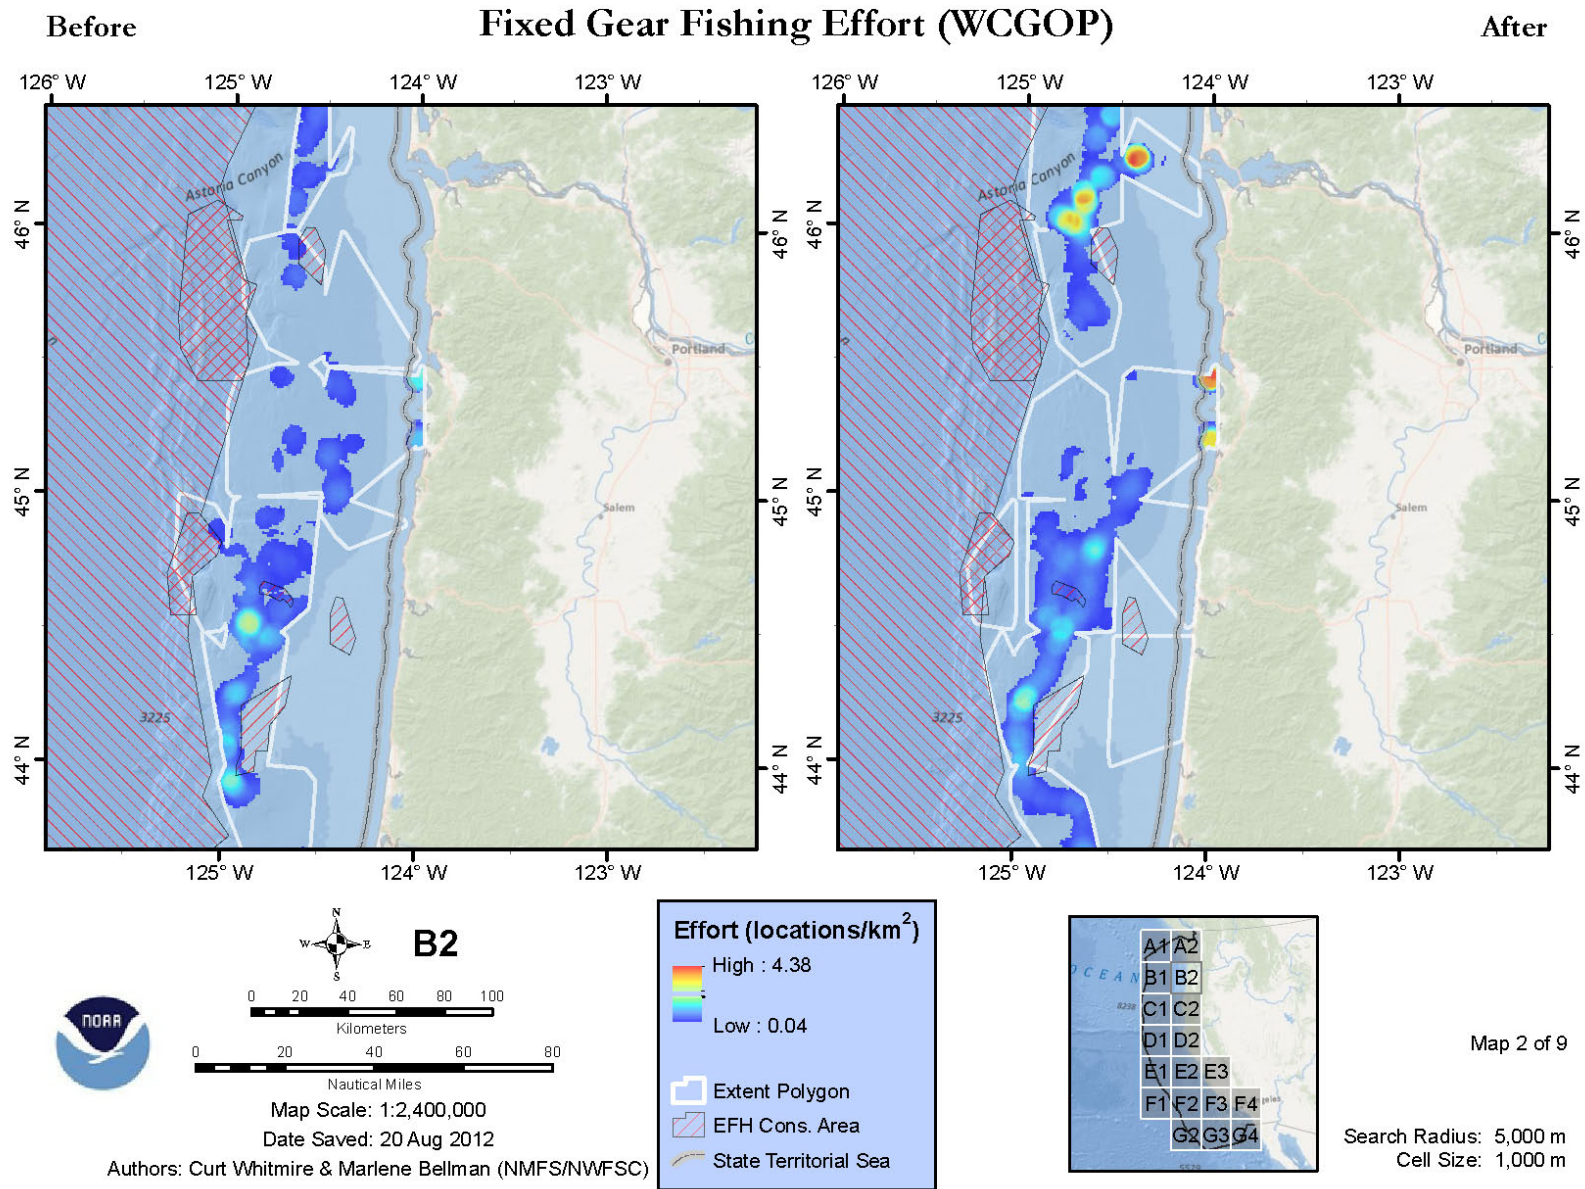 Before
Fixed Gear Fishing Effort (WCGOP)
After
126° W
125° W
124° W
123° W
126° W
125° W
124° W
123° W
46° N
45° N
44° N
46° N
45° N
44° N
46° N
45° N
44° N
46° N
45° N
44° N
Astoria Canyon
Portland
Salem
3225
Astoria Canyon
Portland
Salem
3225
125° W
124° W
123° W
125° W
124° W
123° W
N
W
E
S
B2
0 20 40 60 80 100
Kilometers
0 20 40 60 80
Nautical Miles
NOAA
Map Scale: 1:2,400,000
Date Saved: 20 Aug 2012
Authors: Curt Whitmire & Marlene Bellman (NMFS/NWFSC)
Effort (locations/km²)
High : 4.38
Low : 0.04
Extent Polygon
EFH Cons. Area
State Territorial Sea
OCEAN
A1 A2
B1 B2
C1 C2
D1 D2
E1 E2 E3
F1 F2 F3 F4
G2 G3 G4
Map 2 of 9
Search Radius: 5,000 m
Cell Size: 1,000 m